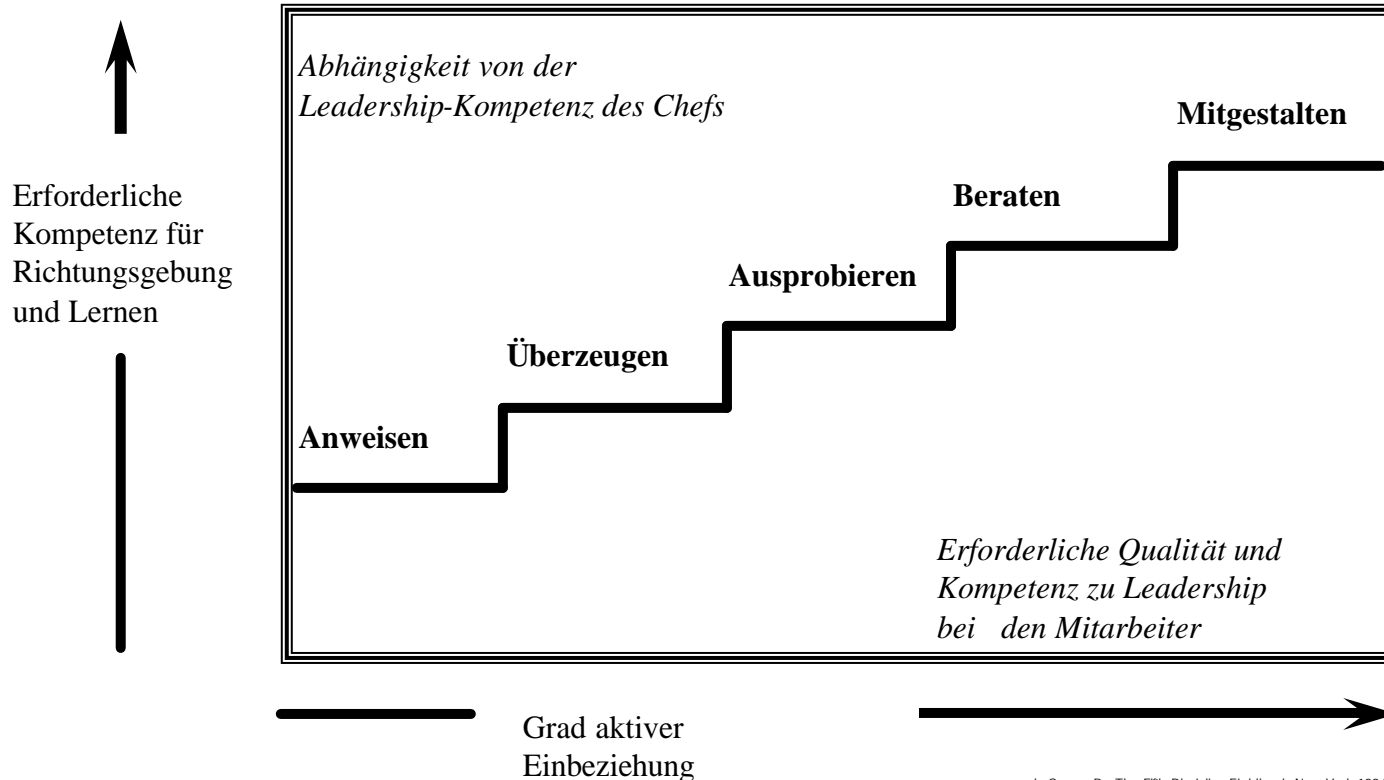 Abhängigkeit von der
Leadership-Kompetenz des Chefs
Mitgestalten
Erforderliche
Kompetenz für
Richtungsgebung
und Lernen
Beraten
Ausprobieren
Überzeugen
Anweisen
Erforderliche Qualität und
Kompetenz zu Leadership
bei den Mitarbeiter
Grad aktiver
Einbeziehung